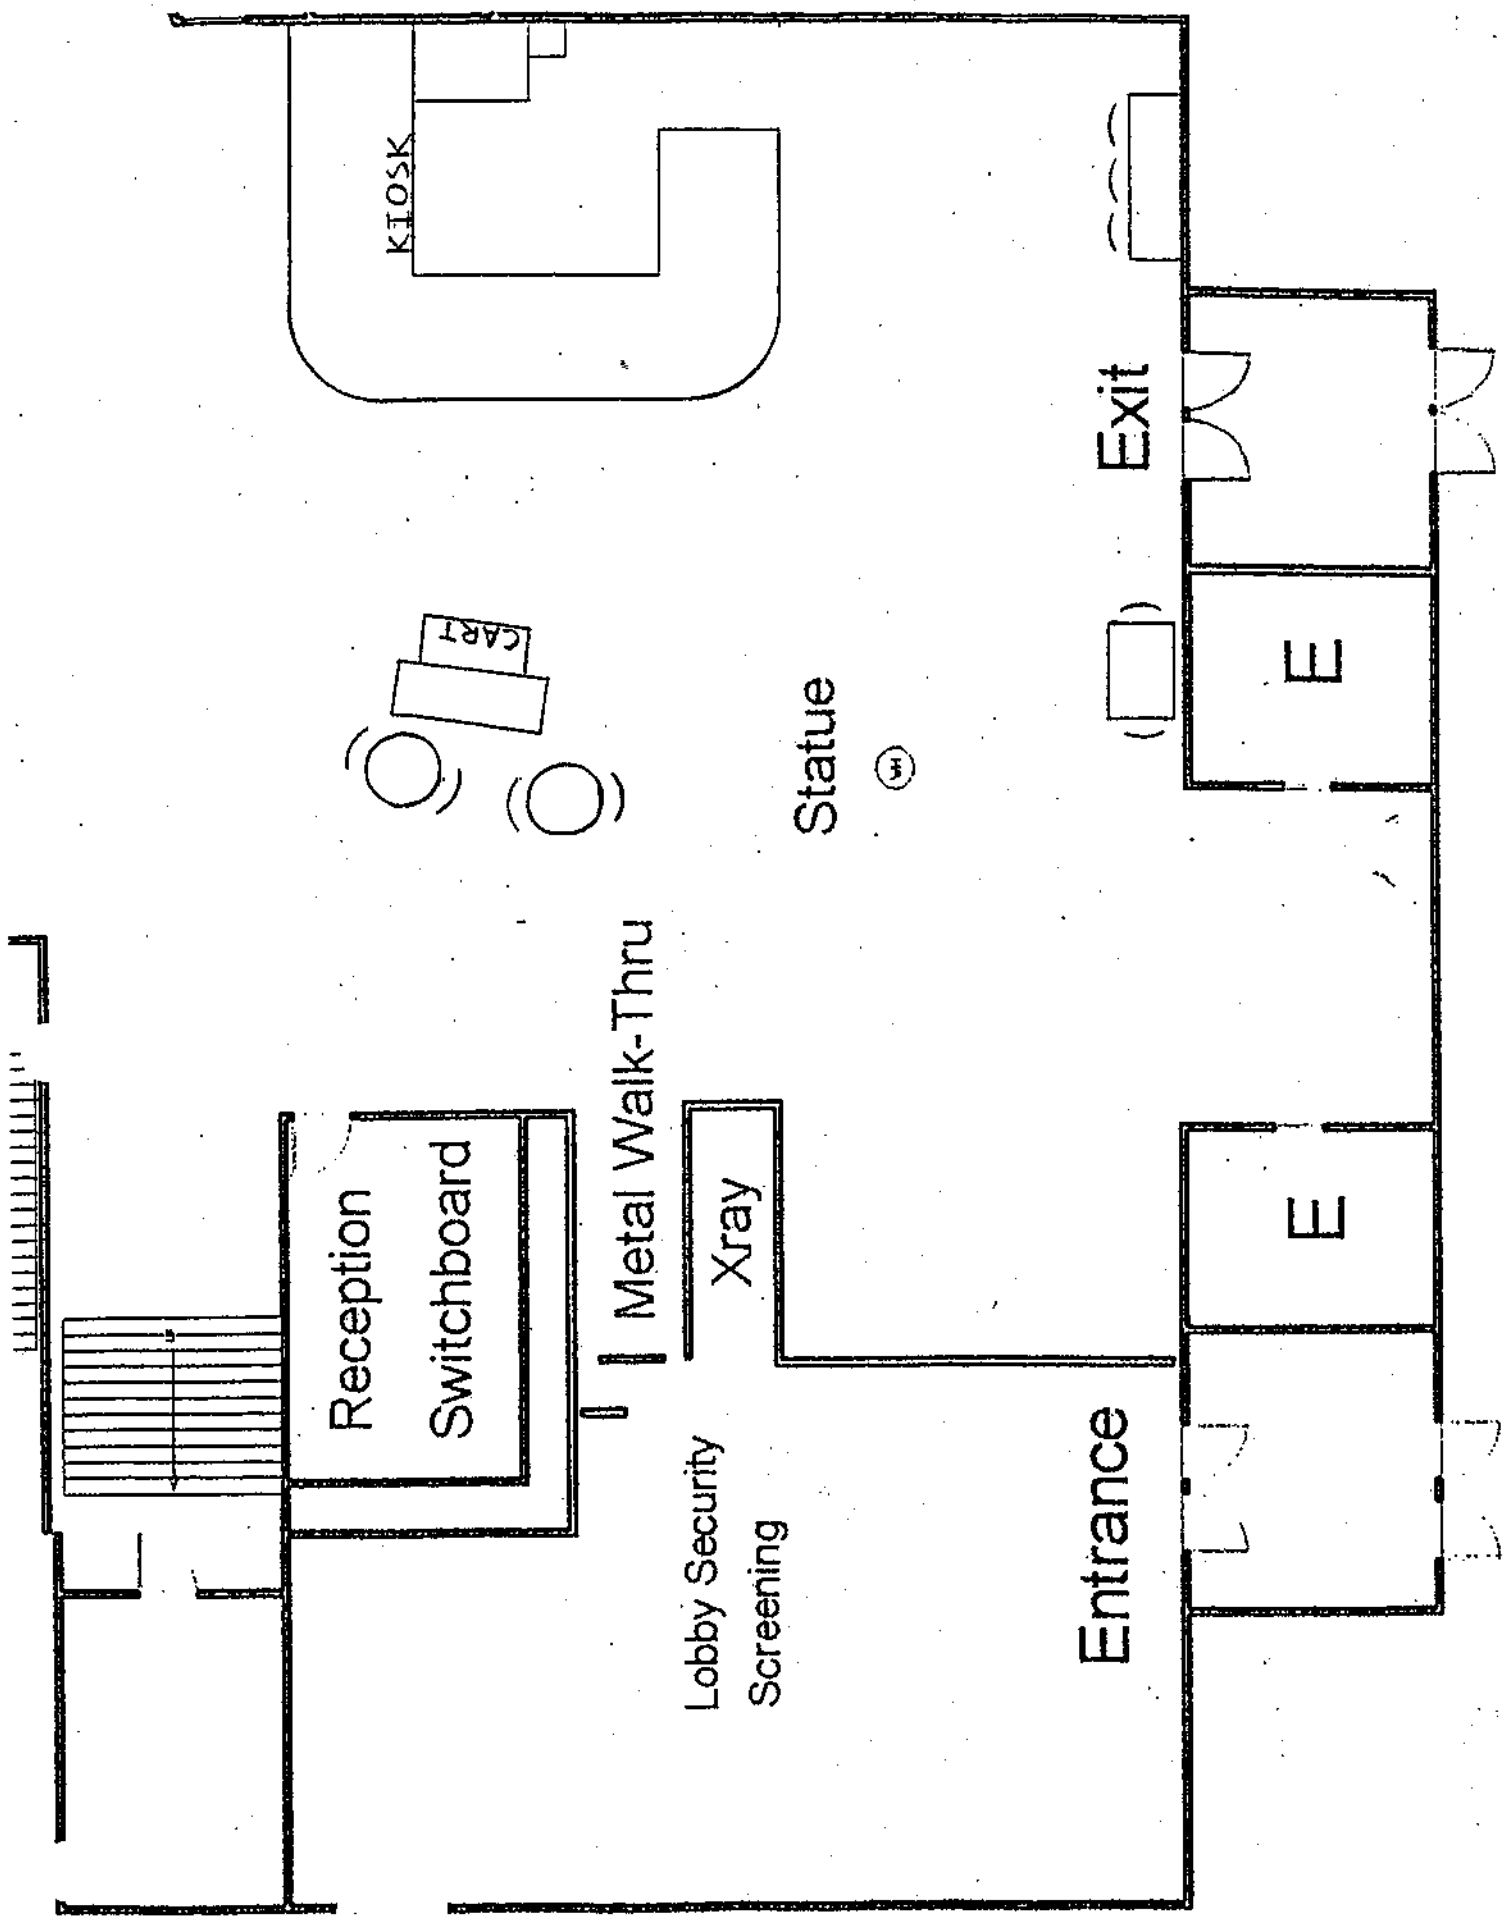 KIOSK
CART
Exit
Statue
E
Metal Walk-Thru
Reception
Switchboard
Xray
E
Lobby Security
Screening
Entrance